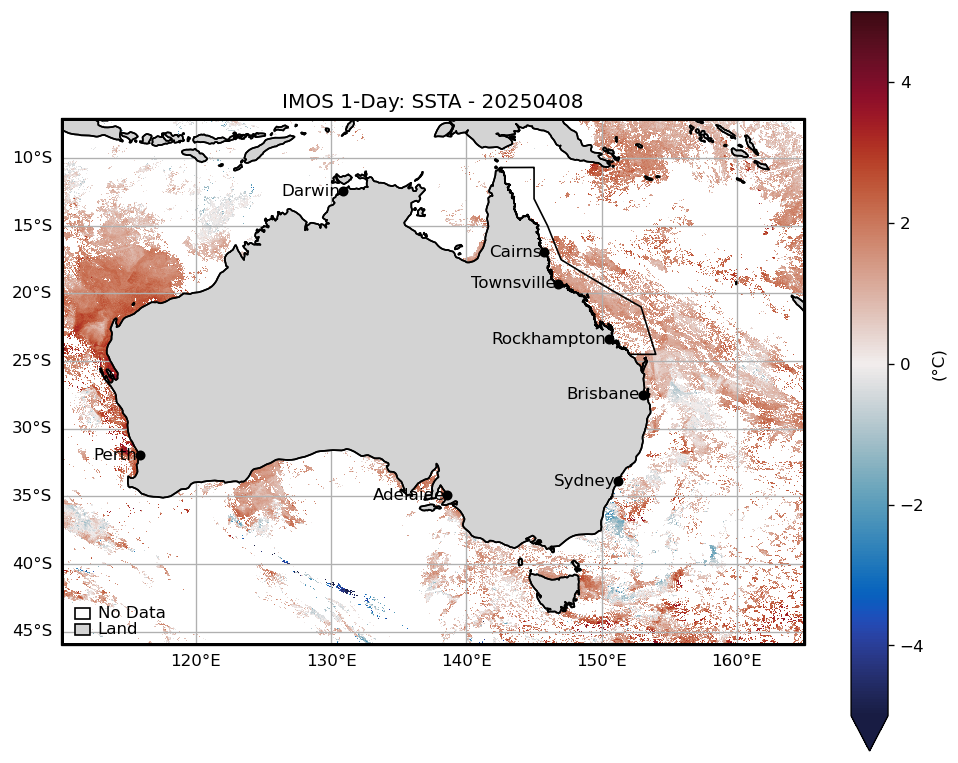 IMOS 1-Day: SSTA - 20250408
10°S
15°S
20°S
25°S
30°S
35°S
40°S
45°S
Darwin
Cairns
Townsville
Rockhampton
Brisbane
Perth
Sydney
Adelaide
No Data
Land
120°E 130°E 140°E 150°E 160°E
4
2
0
−2
−4
(°C)